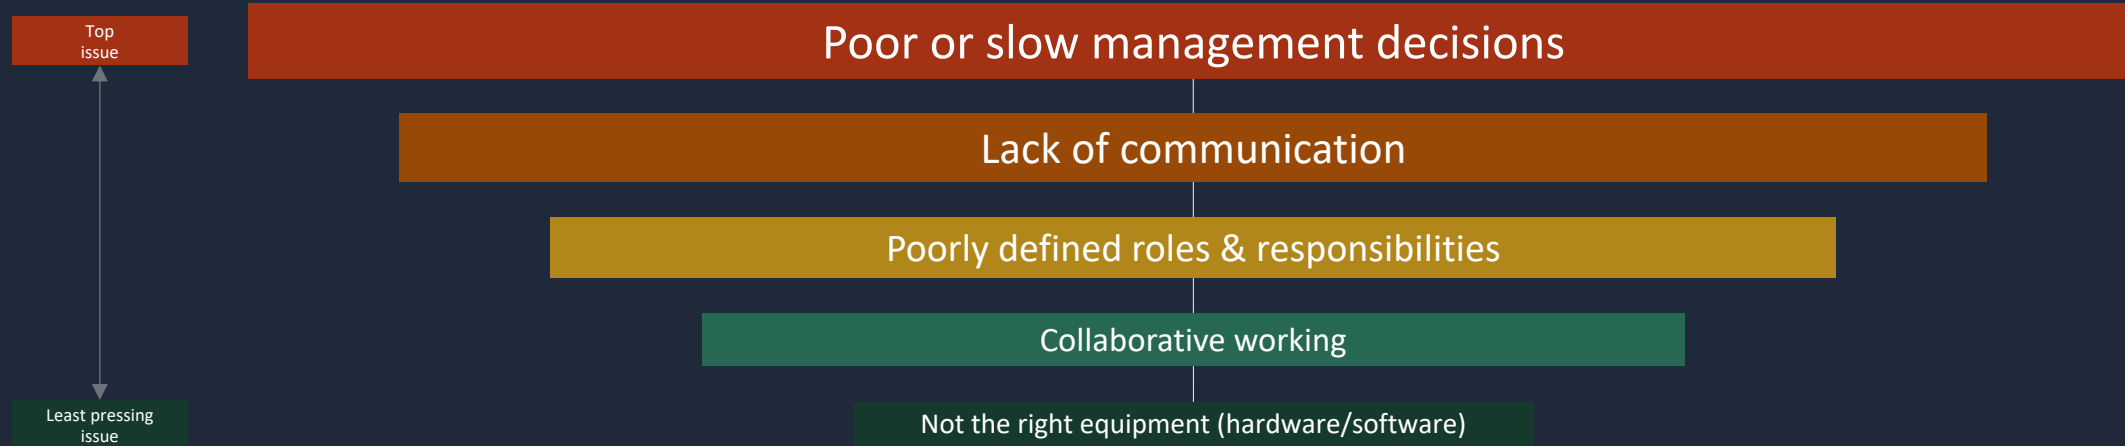 Top
issue
Poor or slow management decisions
Lack of communication
Poorly defined roles & responsibilities
Collaborative working
Least pressing
issue
Not the right equipment (hardware/software)